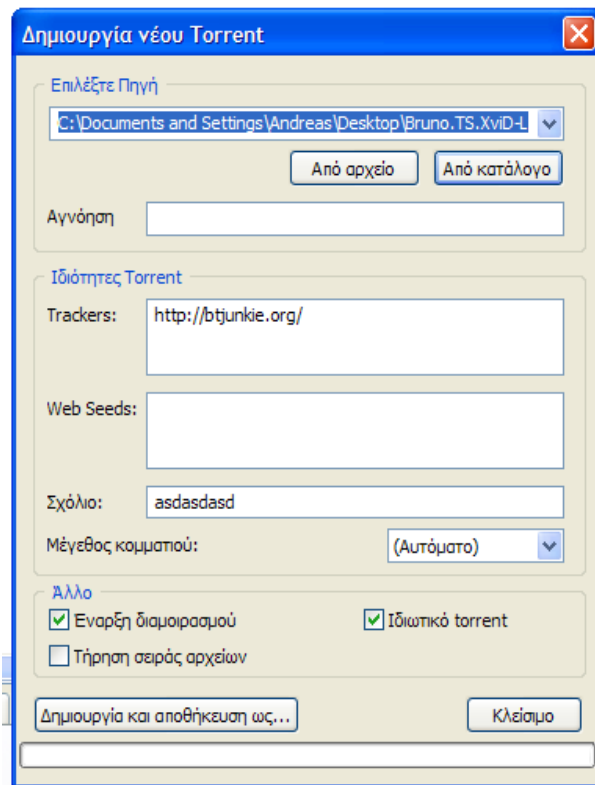 Δημιουργία νέου Torrent
Επιλέξτε Πηγή
C:\Documents and Settings\Andreas\Desktop\Bruno.TS.XviD-L
Από αρχείο
Από κατάλογο
Αγνόηση
Ιδιότητες Torrent
Trackers:
http://btjunkie.org/
Web Seeds:
Σχόλιο:
asdasdasd
Μέγεθος κομματιού:
(Αυτόματο)
Άλλο
Έναρξη διαμοιρασμού
Ιδιωτικό torrent
Τήρηση σειράς αρχείων
Δημιουργία και αποθήκευση ως...
Κλείσιμο